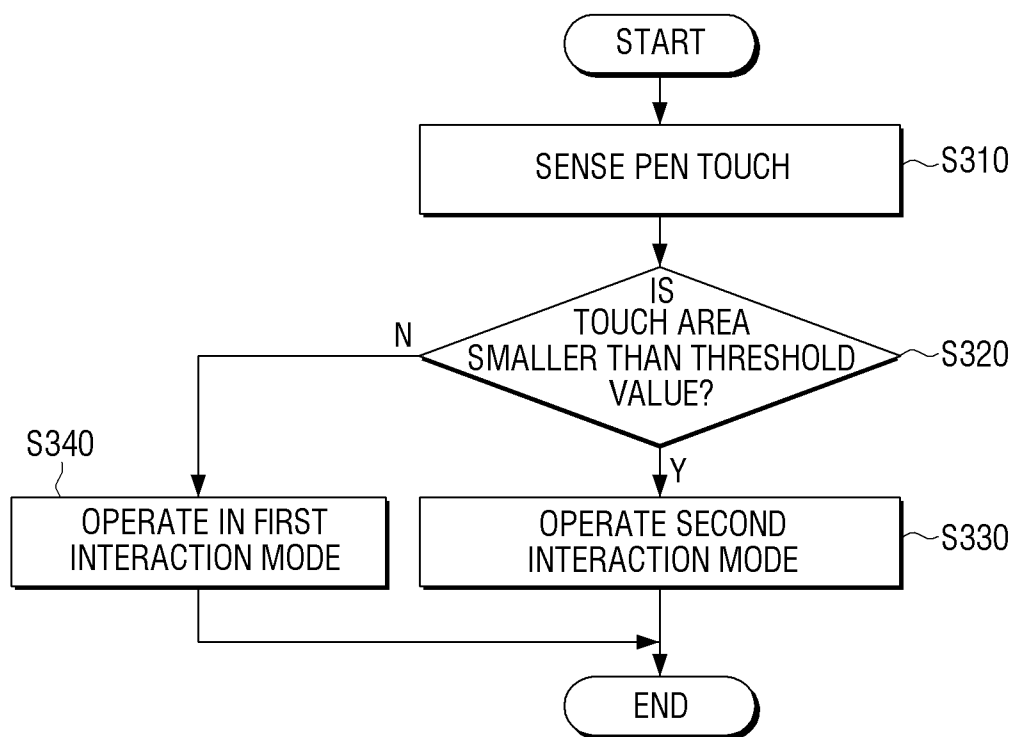 START
SENSE PEN TOUCH
S310
IS
TOUCH AREA
SMALLER THAN THRESHOLD
VALUE?
S320
N
Y
S340
OPERATE IN FIRST
INTERACTION MODE
OPERATE SECOND
INTERACTION MODE
S330
END